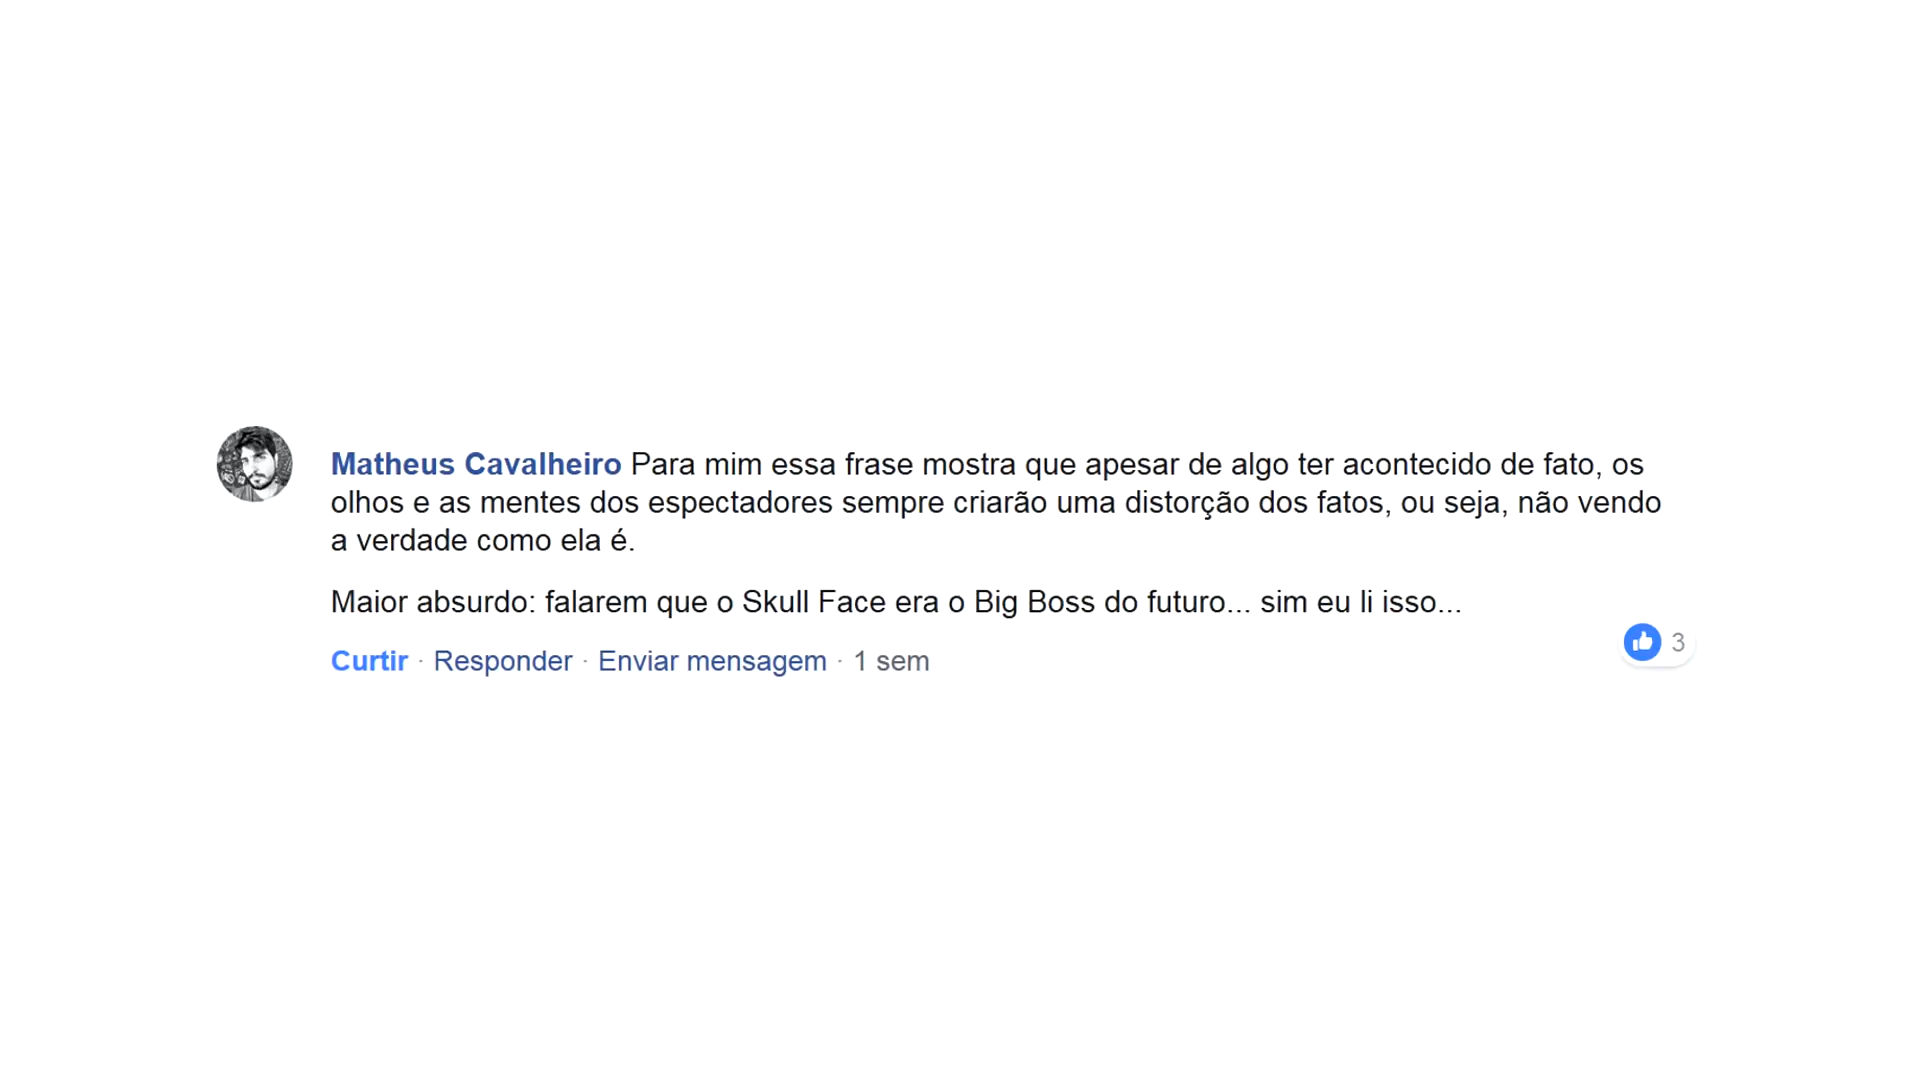 Matheus Cavalheiro Para mim essa frase mostra que apesar de algo ter acontecido de fato, os
olhos e as mentes dos espectadores sempre criarão uma distorção dos fatos, ou seja, não vendo
a verdade como ela é.
Maior absurdo: falarem que o Skull Face era o Big Boss do futuro... sim eu li isso...
3
Curtir · Responder · Enviar mensagem · 1 sem